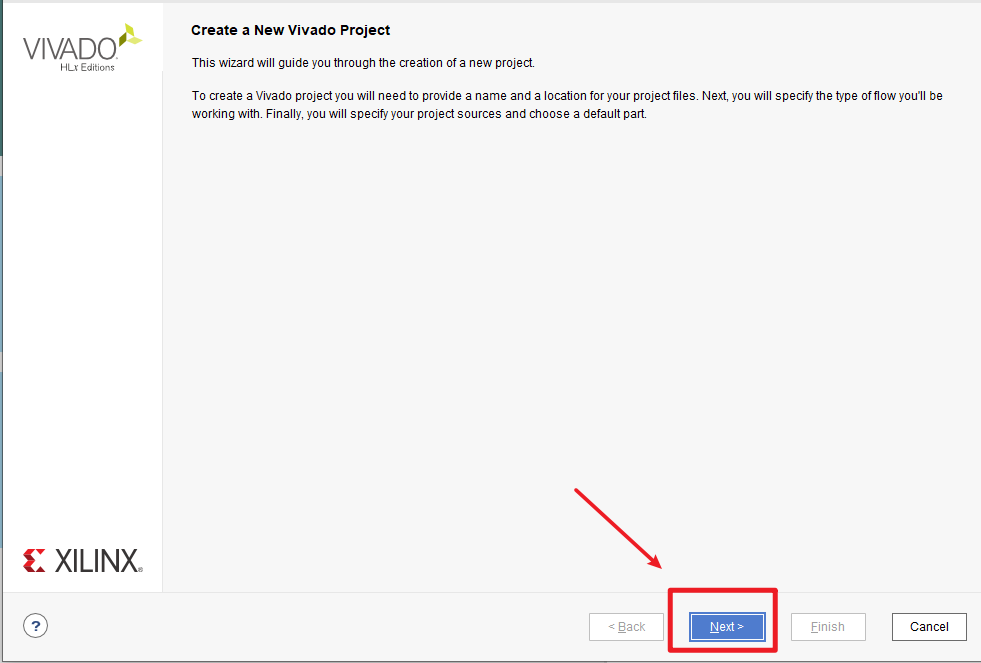 VIVADO
HLx Editions
Create a New Vivado Project
This wizard will guide you through the creation of a new project.
To create a Vivado project you will need to provide a name and a location for your project files. Next, you will specify the type of flow you'll be
working with. Finally, you will specify your project sources and choose a default part.
XILINX®
?
< Back
Next >
Finish
Cancel